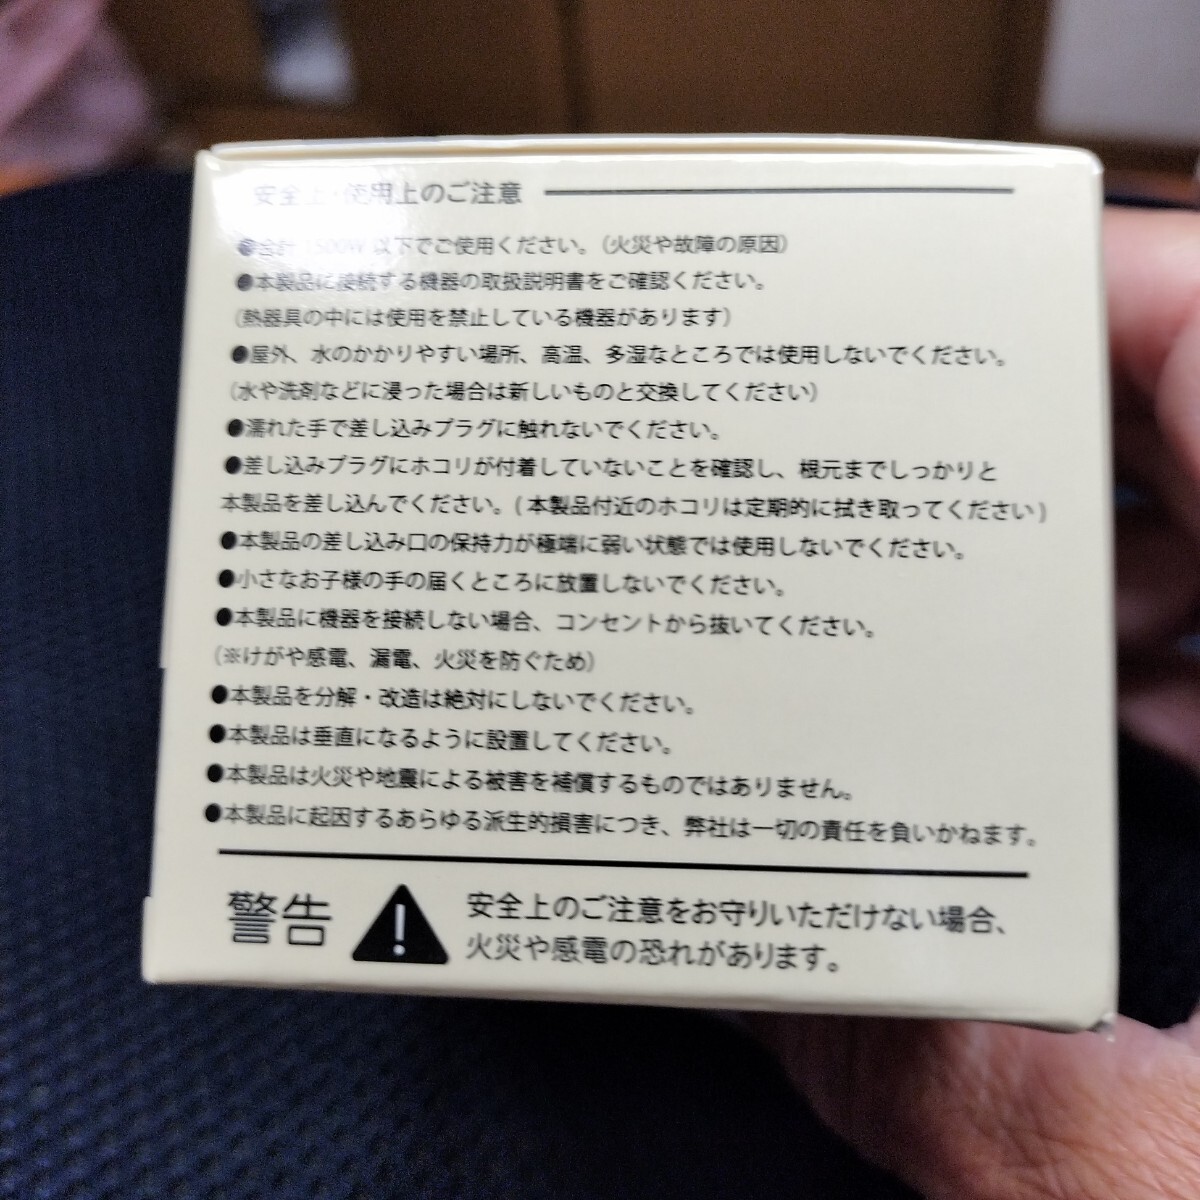 安全上・使用上のご注意
●合計 1500W 以下でご使用ください。（火災や故障の原因）
●本製品に接続する機器の取扱説明書をご確認ください。
（熱器具の中には使用を禁止している機器があります）
●屋外、水のかかりやすい場所、高温、多湿なところでは使用しないでください。
（水や洗剤などに浸った場合は新しいものと交換してください）
●濡れた手で差し込みプラグに触れないでください。
●差し込みプラグにホコリが付着していないことを確認し、根元までしっかりと
本製品を差し込んでください。( 本製品付近のホコリは定期的に拭き取ってください )
●本製品の差し込み口の保持力が極端に弱い状態では使用しないでください。
●小さなお子様の手の届くところに放置しないでください。
●本製品に機器を接続しない場合、コンセントから抜いてください。
（※けがや感電、漏電、火災を防ぐため）
●本製品を分解・改造は絶対にしないでください。
●本製品は垂直になるように設置してください。
●本製品は火災や地震による被害を補償するものではありません。
●本製品に起因するあらゆる派生的損害につき、弊社は一切の責任を負いかねます。
警告 ! 安全上のご注意をお守りいただけない場合、
火災や感電の恐れがあります。